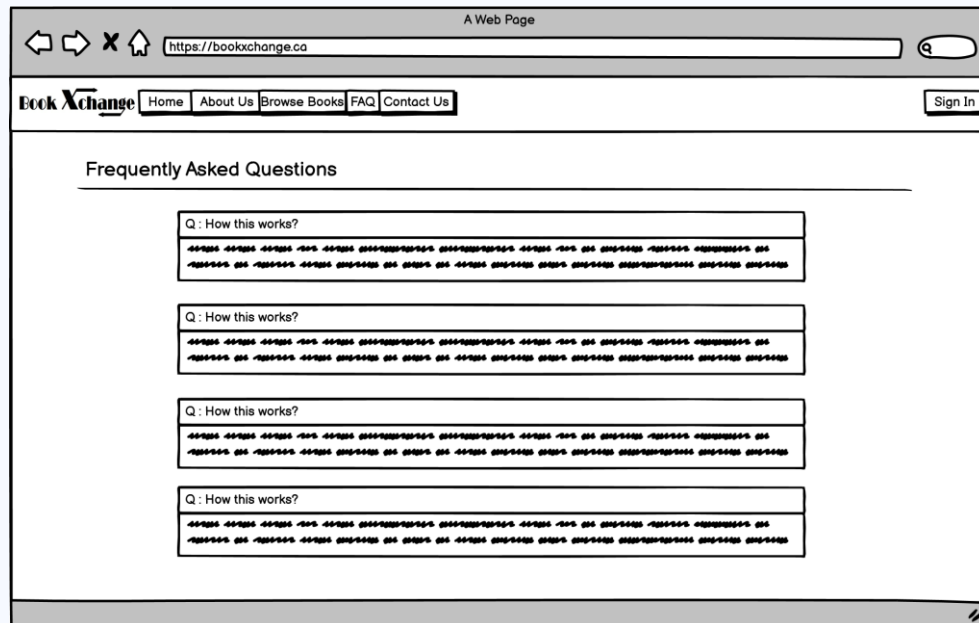 A Web Page
https://bookxchange.ca
Book Xchange Home About Us Browse Books FAQ Contact Us Sign In
Frequently Asked Questions
Q : How this works?
Q : How this works?
Q : How this works?
Q : How this works?